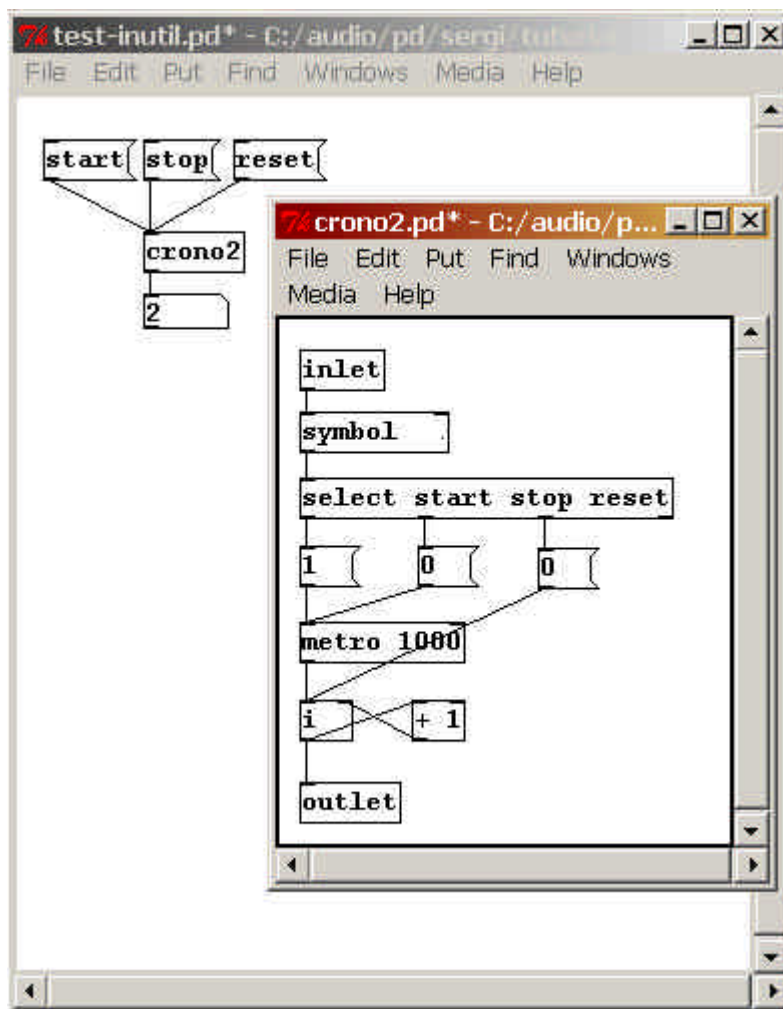 test-inutil.pd* - C:/audio/pd/sergi/
File Edit Put Find Windows Media Help
start stop reset
crono2
2
crono2.pd* - C:/audio/p...
File Edit Put Find Windows
Media Help
inlet
symbol
select start stop reset
1 0 0
metro 1000
i + 1
outlet